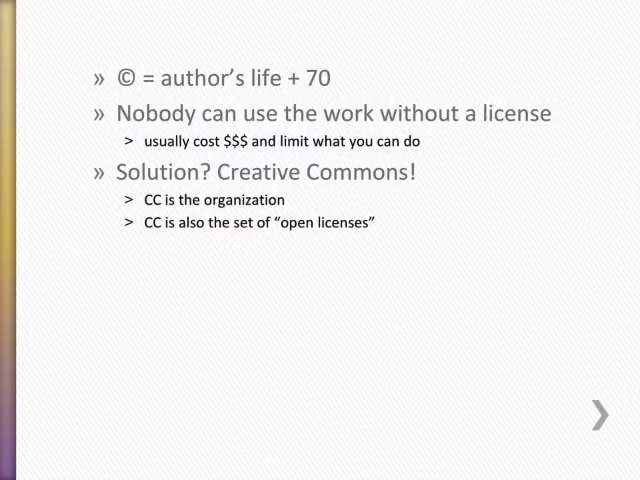 » © = author’s life + 70
» Nobody can use the work without a license
> usually cost $$$ and limit what you can do
» Solution? Creative Commons!
> CC is the organization
> CC is also the set of “open licenses”